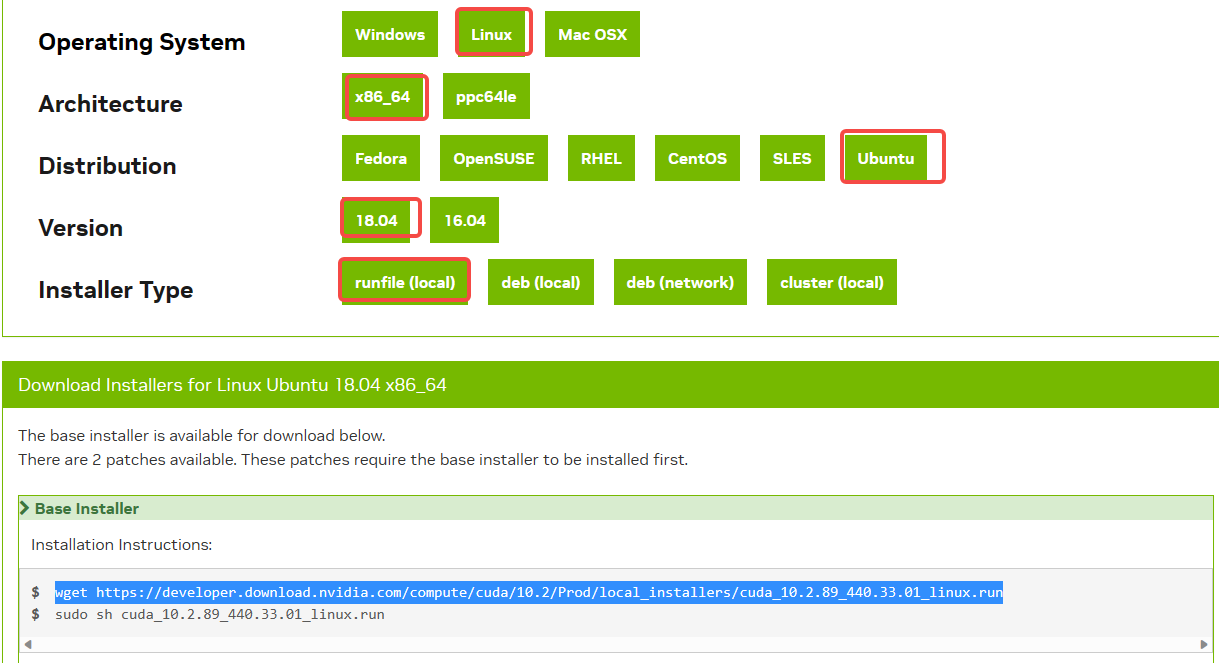 Operating System Windows Linux Mac OSX
Architecture x86_64 ppc64le
Distribution Fedora OpenSUSE RHEL CentOS SLES Ubuntu
Version 18.04 16.04
Installer Type runfile (local) deb (local) deb (network) cluster (local)
Download Installers for Linux Ubuntu 18.04 x86_64
The base installer is available for download below.
There are 2 patches available. These patches require the base installer to be installed first.
Base Installer
Installation Instructions:
$ wget https://developer.download.nvidia.com/compute/cuda/10.2/Prod/local_installers/cuda_10.2.89_440.33.01_linux.run
$ sudo sh cuda_10.2.89_440.33.01_linux.run